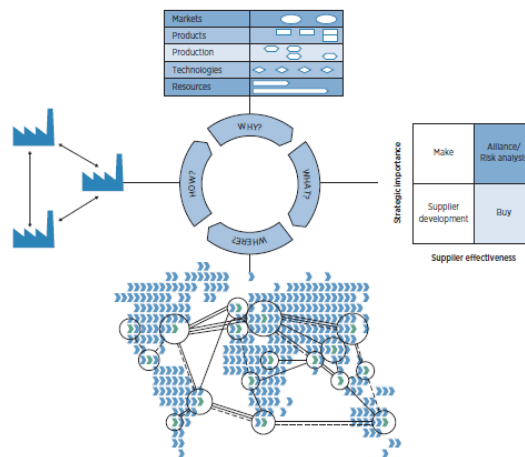 Markets
Products
Production
Technologies
Resources
WHY?
HOW?
WHAT?
WHERE?
Strategic importance
Make
Alliance/
Risk analysis
Supplier
development
Buy
Supplier effectiveness